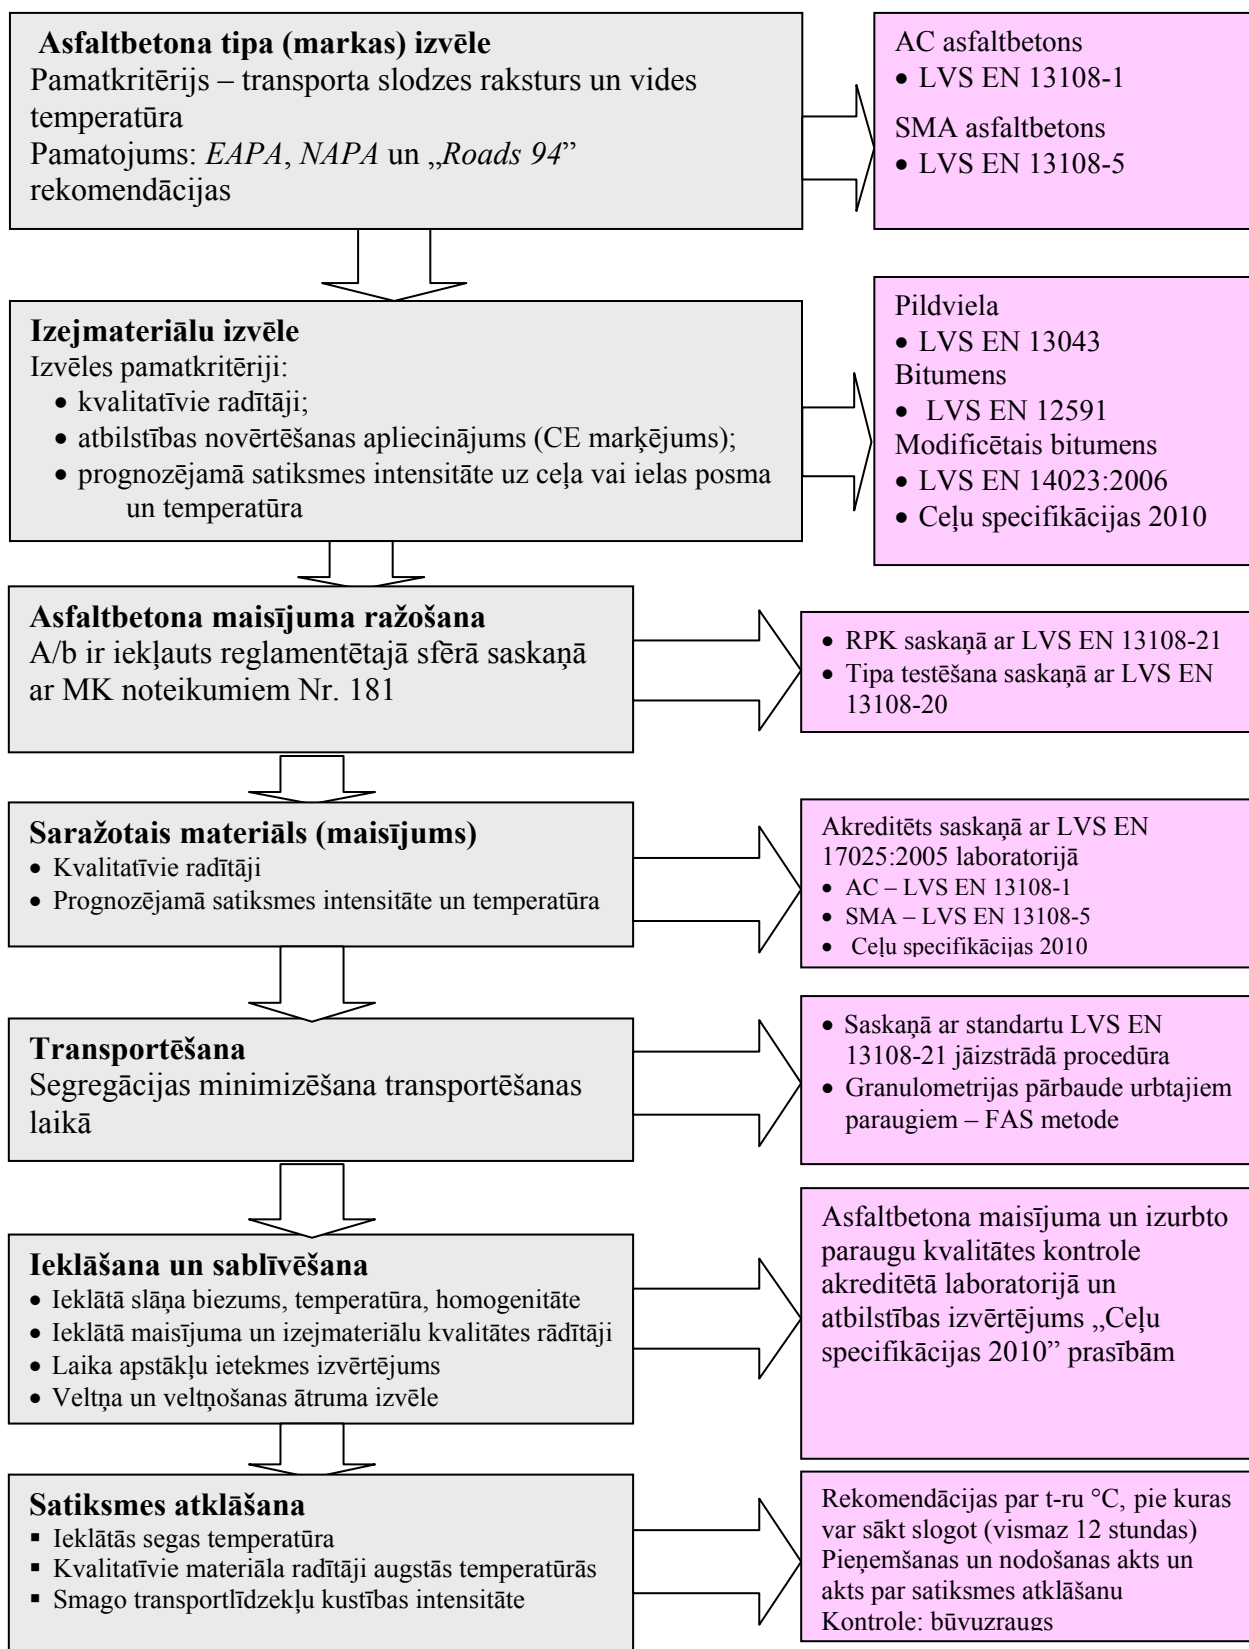 Asfaltbetona tipa (markas) izvēle
Pamatkritērijs – transporta slodzes raksturs un vides
temperatūra
Pamatojums: EAPA, NAPA un „Roads 94”
rekomendācijas
AC asfaltbetons
• LVS EN 13108-1
SMA asfaltbetons
• LVS EN 13108-5
Izejmateriālu izvēle
Izvēles pamatkritēriji:
• kvalitatīvie radītāji;
• atbilstības novērtēšanas apliecinājums (CE marķējums);
• prognozējamā satiksmes intensitāte uz ceļa vai ielas posma
un temperatūra
Pildviela
• LVS EN 13043
Bitumens
• LVS EN 12591
Modificētais bitumens
• LVS EN 14023:2006
• Ceļu specifikācijas 2010
Asfaltbetona maisījuma ražošana
A/b ir iekļauts reglamentētajā sfērā saskaņā
ar MK noteikumiem Nr. 181
• RPK saskaņā ar LVS EN 13108-21
• Tipa testēšana saskaņā ar LVS EN
13108-20
Saražotais materiāls (maisījums)
• Kvalitatīvie radītāji
• Prognozējamā satiksmes intensitāte un temperatūra
Akreditēts saskaņā ar LVS EN
17025:2005 laboratorijā
• AC – LVS EN 13108-1
• SMA – LVS EN 13108-5
• Ceļu specifikācijas 2010
Transportēšana
Segregācijas minimizēšana transportēšanas
laikā
• Saskaņā ar standartu LVS EN
13108-21 jāizstrādā procedūra
• Granulometrijas pārbaude urbtajiem
paraugiem – FAS metode
Ieklāšana un sablīvēšana
• Ieklātā slāņa biezums, temperatūra, homogenitāte
• Ieklātā maisījuma un izejmateriālu kvalitātes rādītāji
• Laika apstākļu ietekmes izvērtējums
• Veltņa un veltņošanas ātruma izvēle
Asfaltbetona maisījuma un izurbto
paraugu kvalitātes kontrole
akreditētā laboratorijā un
atbilstības izvērtējums „Ceļu
specifikācijas 2010” prasībām
Satiksmes atklāšana
▪ Ieklātās segas temperatūra
▪ Kvalitatīvie materiāla radītāji augstās temperatūrās
▪ Smago transportlīdzekļu kustības intensitāte
Rekomendācijas par t-ru °C, pie kuras
var sākt slogot (vismaz 12 stundas)
Pieņemšanas un nodošanas akts un
akts par satiksmes atklāšanu
Kontrole: būvuzraugs